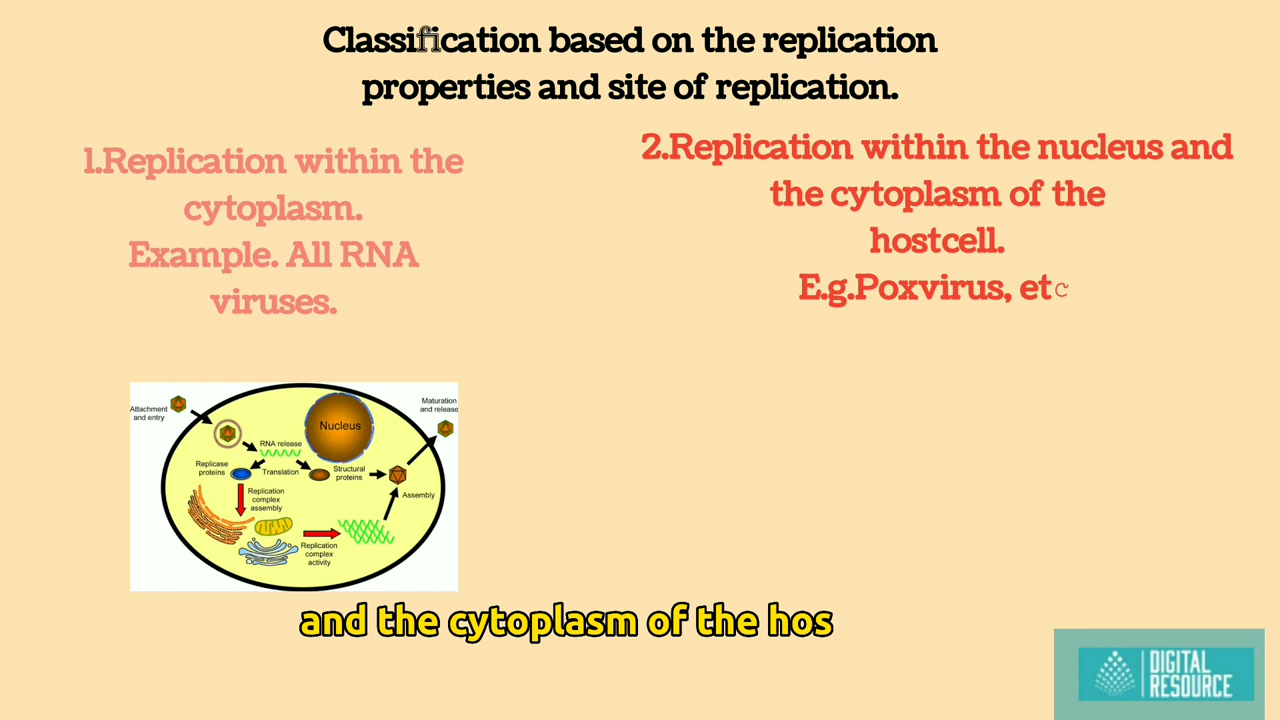 Classification based on the replication
properties and site of replication.
1.Replication within the
cytoplasm.
Example. All RNA
viruses.
2.Replication within the nucleus and
the cytoplasm of the
hostcell.
E.g.Poxvirus, etc
Attachment
and entry
Maturation
and release
Nucleus
RNA release
Replicase
proteins
Translation
Structural
proteins
Replication
complex
assembly
Assembly
Replication
complex
activity
and the cytoplasm of the hos
DIGITAL
RESOURCE